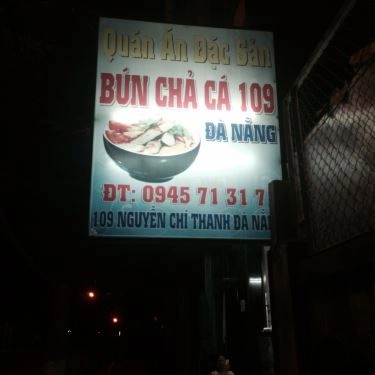 Quán Ăn Đặc Sản
BÚN CHẢ CÁ 109
ĐÀ NẴNG
ĐT: 0945 71 31 7
109 NGUYỄN CHÍ THANH ĐÀ NẴ